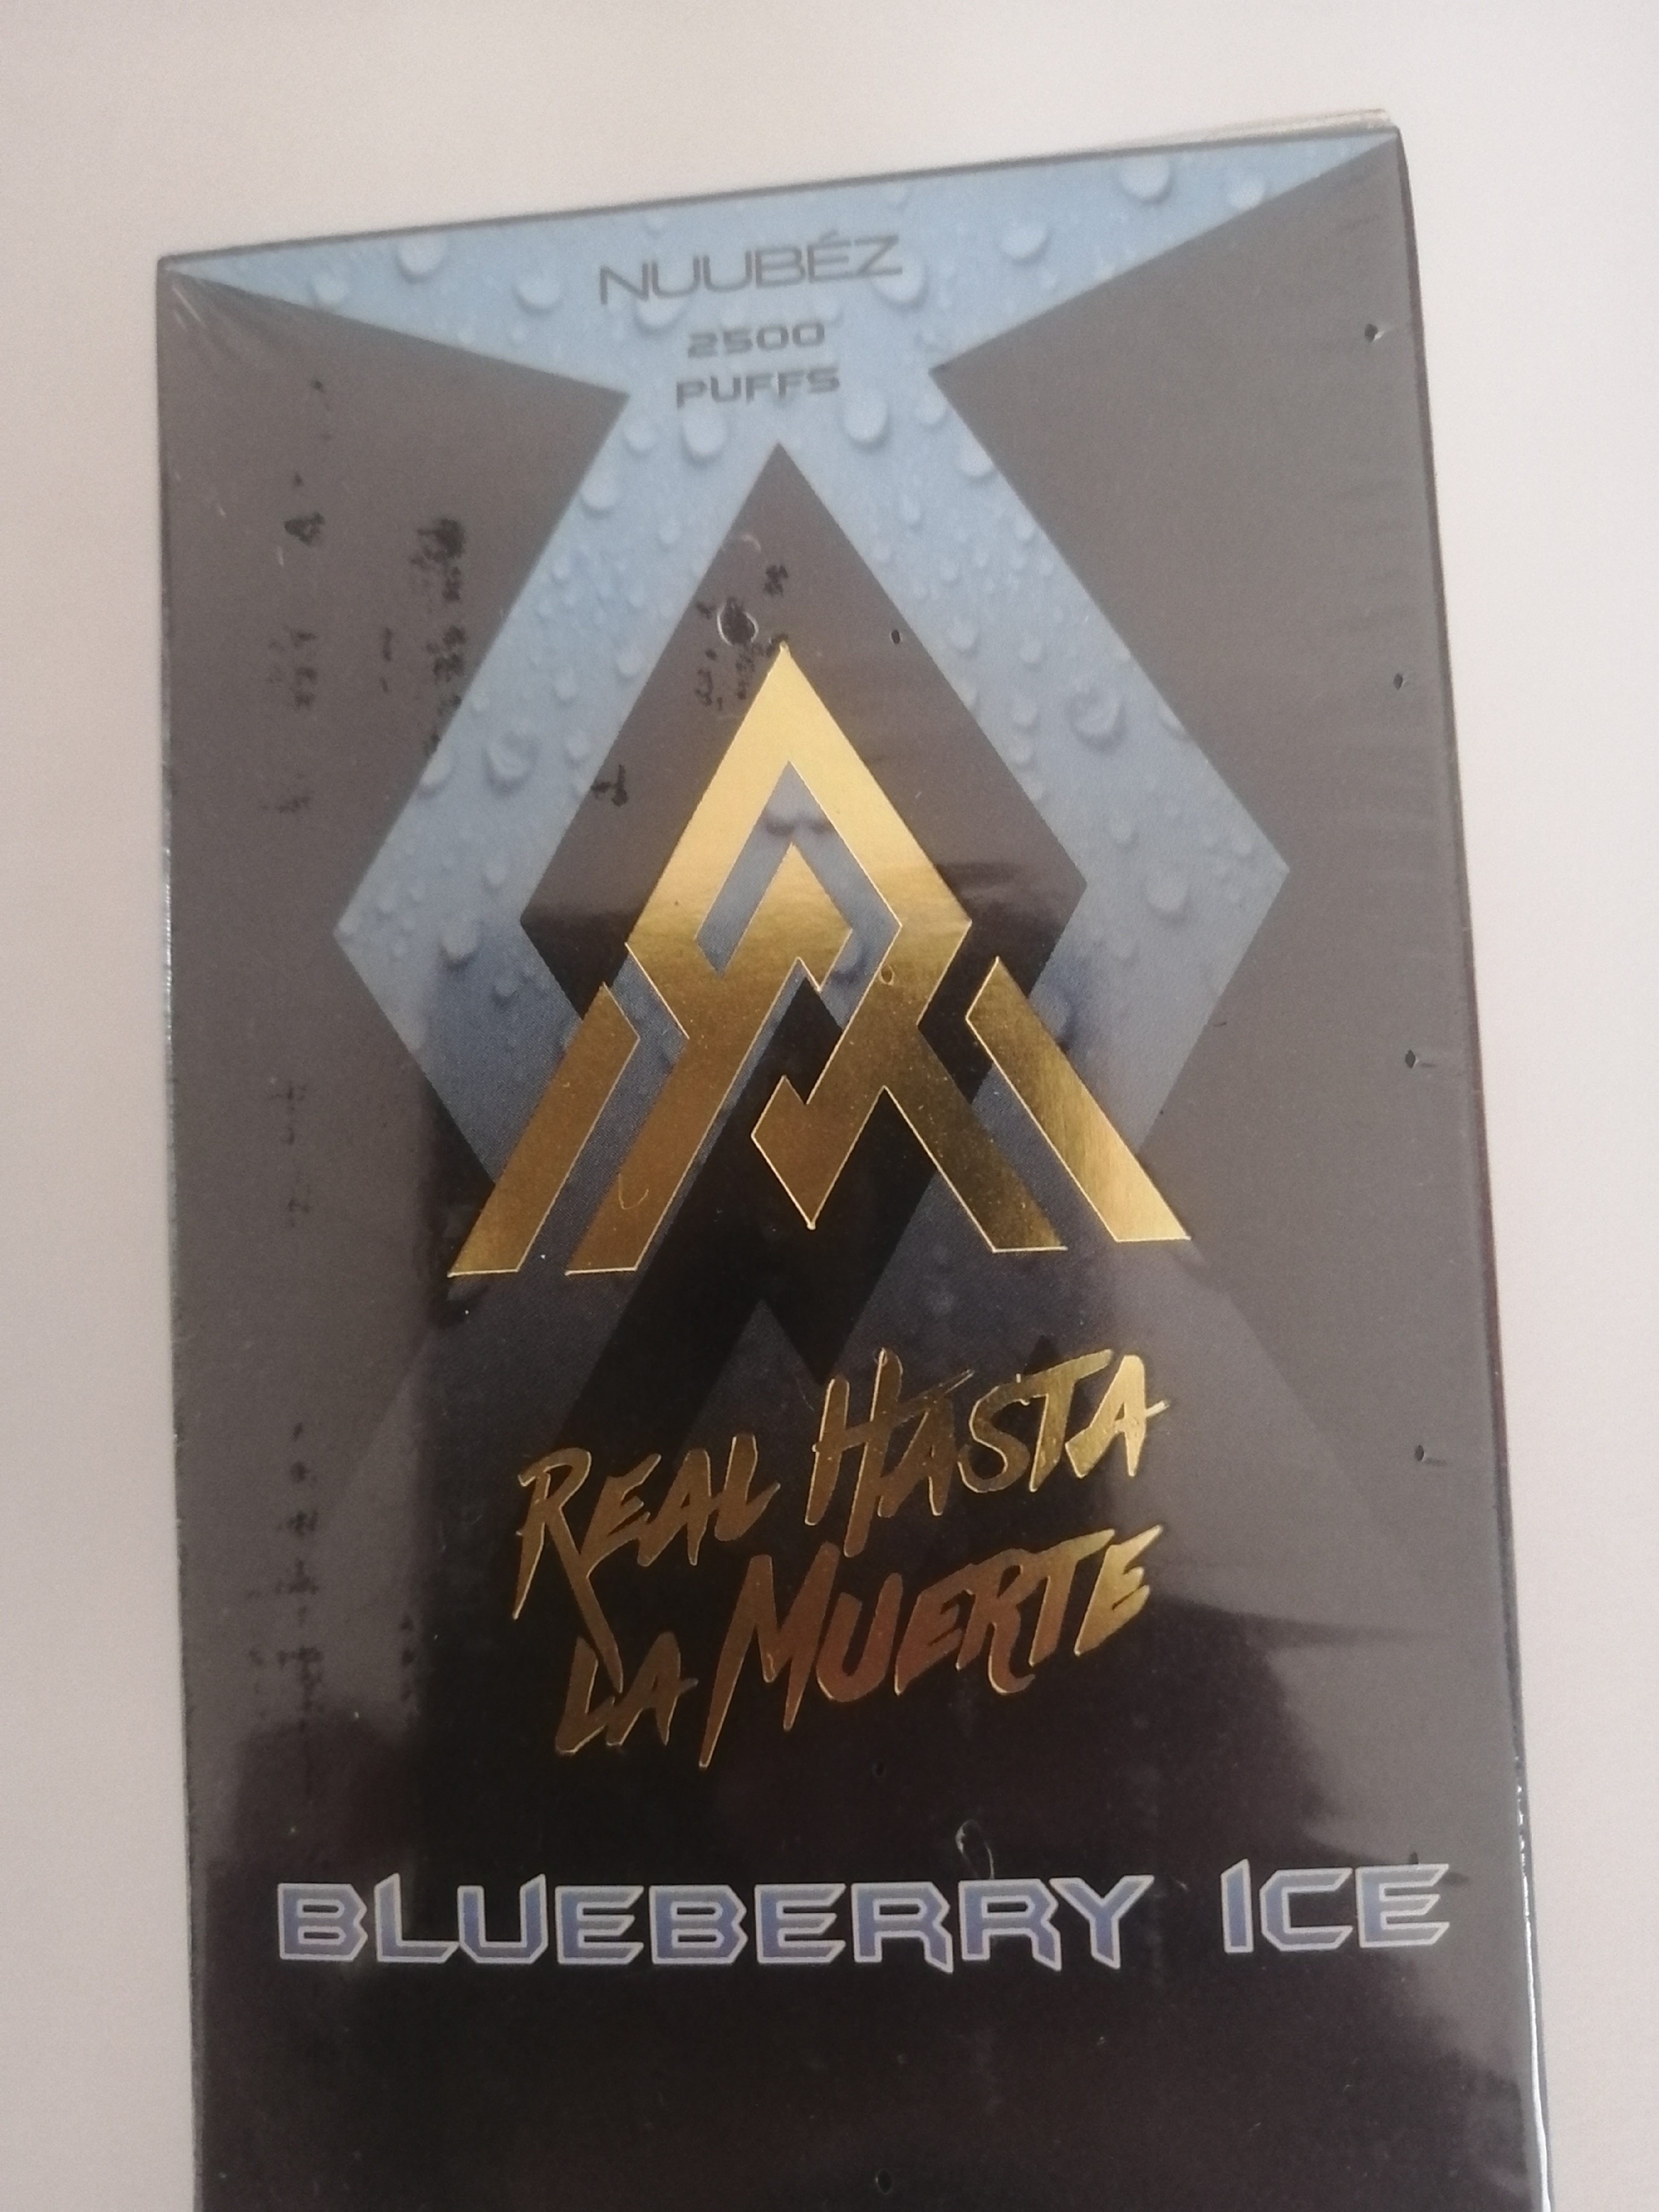 NUUBÉZ
2500
PUFFS
REAL HASTA
LA MUERTE
BLUEBERRY ICE